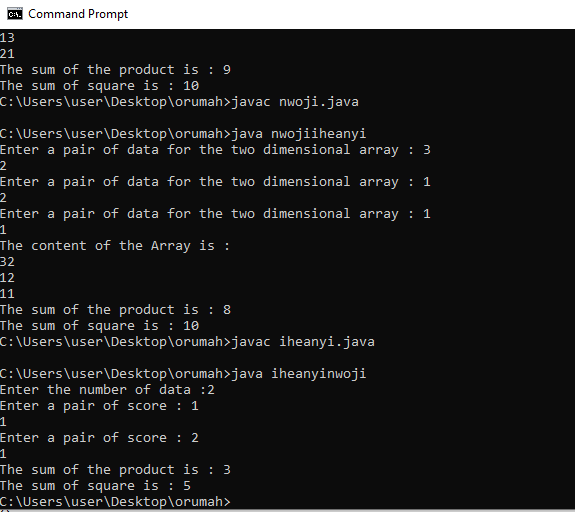 Command Prompt
13
21
The sum of the product is : 9
The sum of square is : 10
C:\Users\user\Desktop\orumah>javac nwoji.java
C:\Users\user\Desktop\orumah>java nwojiiheanyi
Enter a pair of data for the two dimensional array : 3
2
Enter a pair of data for the two dimensional array : 1
2
Enter a pair of data for the two dimensional array : 1
1
The content of the Array is :
32
12
11
The sum of the product is : 8
The sum of square is : 10
C:\Users\user\Desktop\orumah>javac iheanyi.java
C:\Users\user\Desktop\orumah>java iheanyinwoji
Enter the number of data :2
Enter a pair of score : 1
1
Enter a pair of score : 2
1
The sum of the product is : 3
The sum of square is : 5
C:\Users\user\Desktop\orumah>